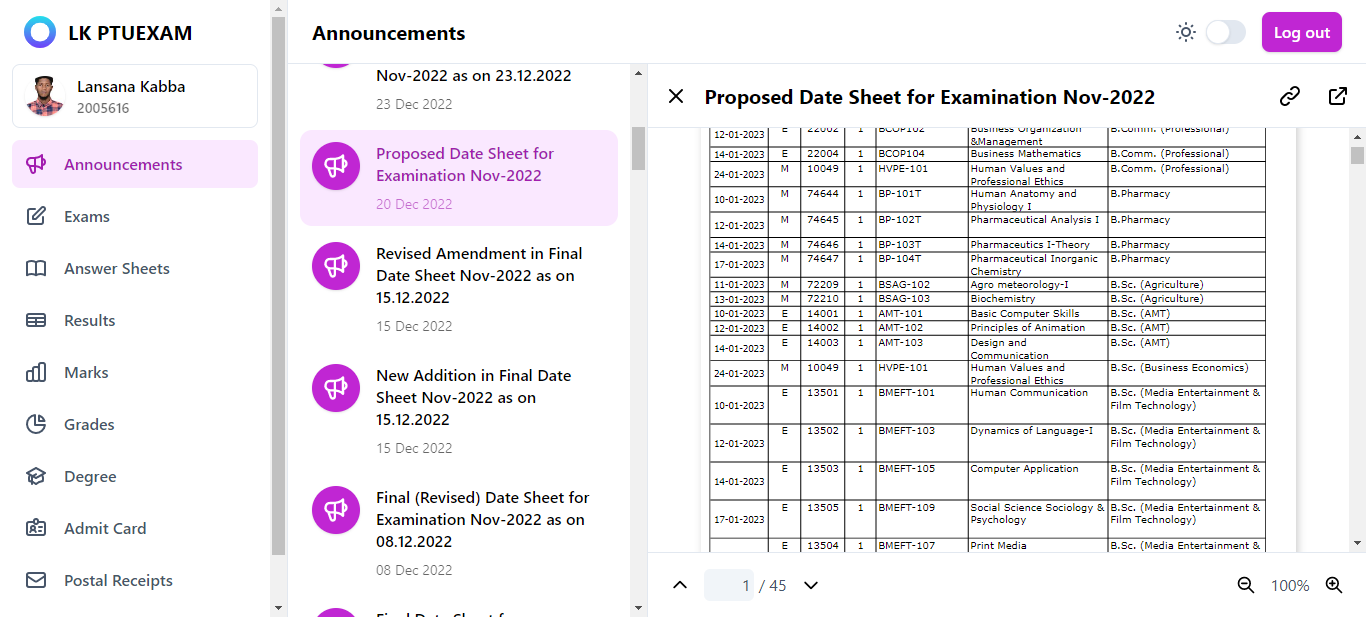 LK PTUEXAM
Lansana Kabba
2005616
Announcements
Exams
Answer Sheets
Results
Marks
Grades
Degree
Admit Card
Postal Receipts
Announcements
Log out
Nov-2022 as on 23.12.2022
23 Dec 2022
Proposed Date Sheet for
Examination Nov-2022
20 Dec 2022
Revised Amendment in Final
Date Sheet Nov-2022 as on
15.12.2022
15 Dec 2022
New Addition in Final Date
Sheet Nov-2022 as on
15.12.2022
15 Dec 2022
Final (Revised) Date Sheet for
Examination Nov-2022 as on
08.12.2022
08 Dec 2022
Final Date Sheet for
Proposed Date Sheet for Examination Nov-2022
12-01-2023 E 22002 1 BCOP102 Business Organization B.Comm. (Professional)
&Management
14-01-2023 E 22004 1 BCOP104 Business Mathematics B.Comm. (Professional)
24-01-2023 M 10049 1 HVPE-101 Human Values and B.Comm. (Professional)
Professional Ethics
10-01-2023 M 74644 1 BP-101T Human Anatomy and B.Pharmacy
Physiology I
12-01-2023 M 74645 1 BP-102T Pharmaceutical Analysis I B.Pharmacy
14-01-2023 M 74646 1 BP-103T Pharmaceutics I-Theory B.Pharmacy
17-01-2023 M 74647 1 BP-104T Pharmaceutical Inorganic B.Pharmacy
Chemistry
11-01-2023 M 72209 1 BSAG-102 Agro meteorology-I B.Sc. (Agriculture)
13-01-2023 M 72210 1 BSAG-103 Biochemistry B.Sc. (Agriculture)
10-01-2023 E 14001 1 AMT-101 Basic Computer Skills B.Sc. (AMT)
12-01-2023 E 14002 1 AMT-102 Principles of Animation B.Sc. (AMT)
14-01-2023 E 14003 1 AMT-103 Design and B.Sc. (AMT)
Communication
24-01-2023 M 10049 1 HVPE-101 Human Values and B.Sc. (Business Economics)
Professional Ethics
10-01-2023 E 13501 1 BMEFT-101 Human Communication B.Sc. (Media Entertainment &
Film Technology)
12-01-2023 E 13502 1 BMEFT-103 Dynamics of Language-I B.Sc. (Media Entertainment &
Film Technology)
14-01-2023 E 13503 1 BMEFT-105 Computer Application B.Sc. (Media Entertainment &
Film Technology)
17-01-2023 E 13505 1 BMEFT-109 Social Science Sociology & B.Sc. (Media Entertainment &
Psychology Film Technology)
E 13504 1 BMEFT-107 Print Media B.Sc. (Media Entertainment &
1 / 45
100%